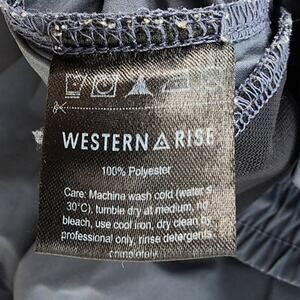 WESTERN RISE
100% Polyester
Care: Machine wash cold (water ≤
30°C), tumble dry at medium, no
bleach, use cool iron, dry clean by
professional only, rinse detergents
completely.